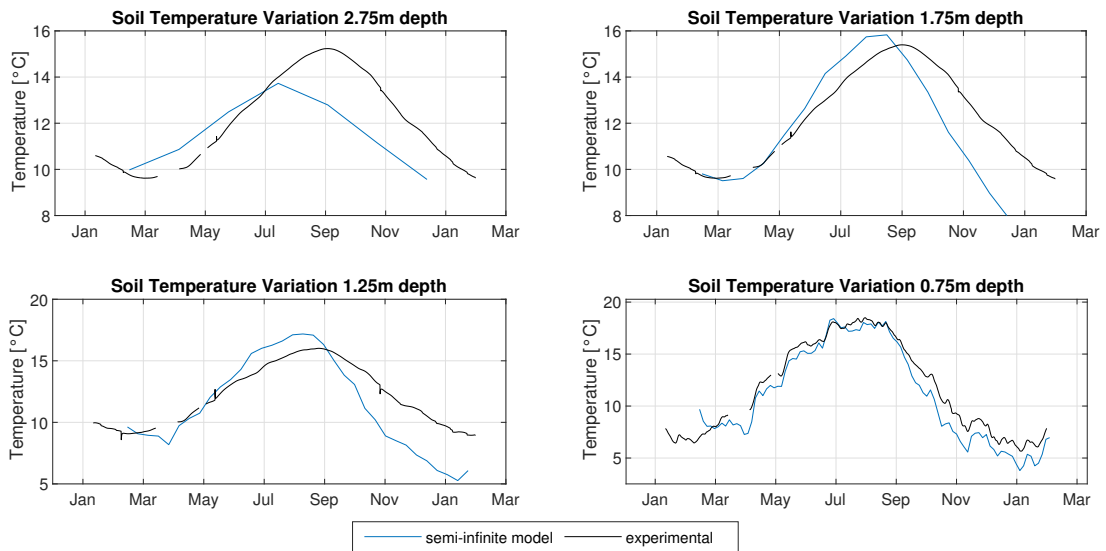 Soil Temperature Variation 2.75m depth
Temperature [°C]
16
14
12
10
8
Jan Mar May Jul Sep Nov Jan Mar
Soil Temperature Variation 1.75m depth
Temperature [°C]
16
14
12
10
8
Jan Mar May Jul Sep Nov Jan Mar
Soil Temperature Variation 1.25m depth
Temperature [°C]
20
15
10
5
Jan Mar May Jul Sep Nov Jan Mar
Soil Temperature Variation 0.75m depth
Temperature [°C]
20
15
10
5
Jan Mar May Jul Sep Nov Jan Mar
semi-infinite model experimental